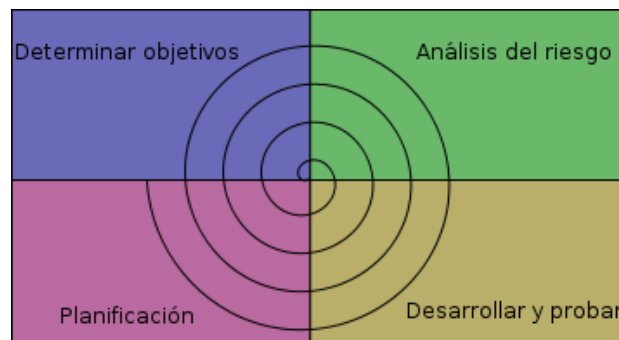 Determinar objetivos
Análisis del riesgo
Planificación
Desarrollar y probar